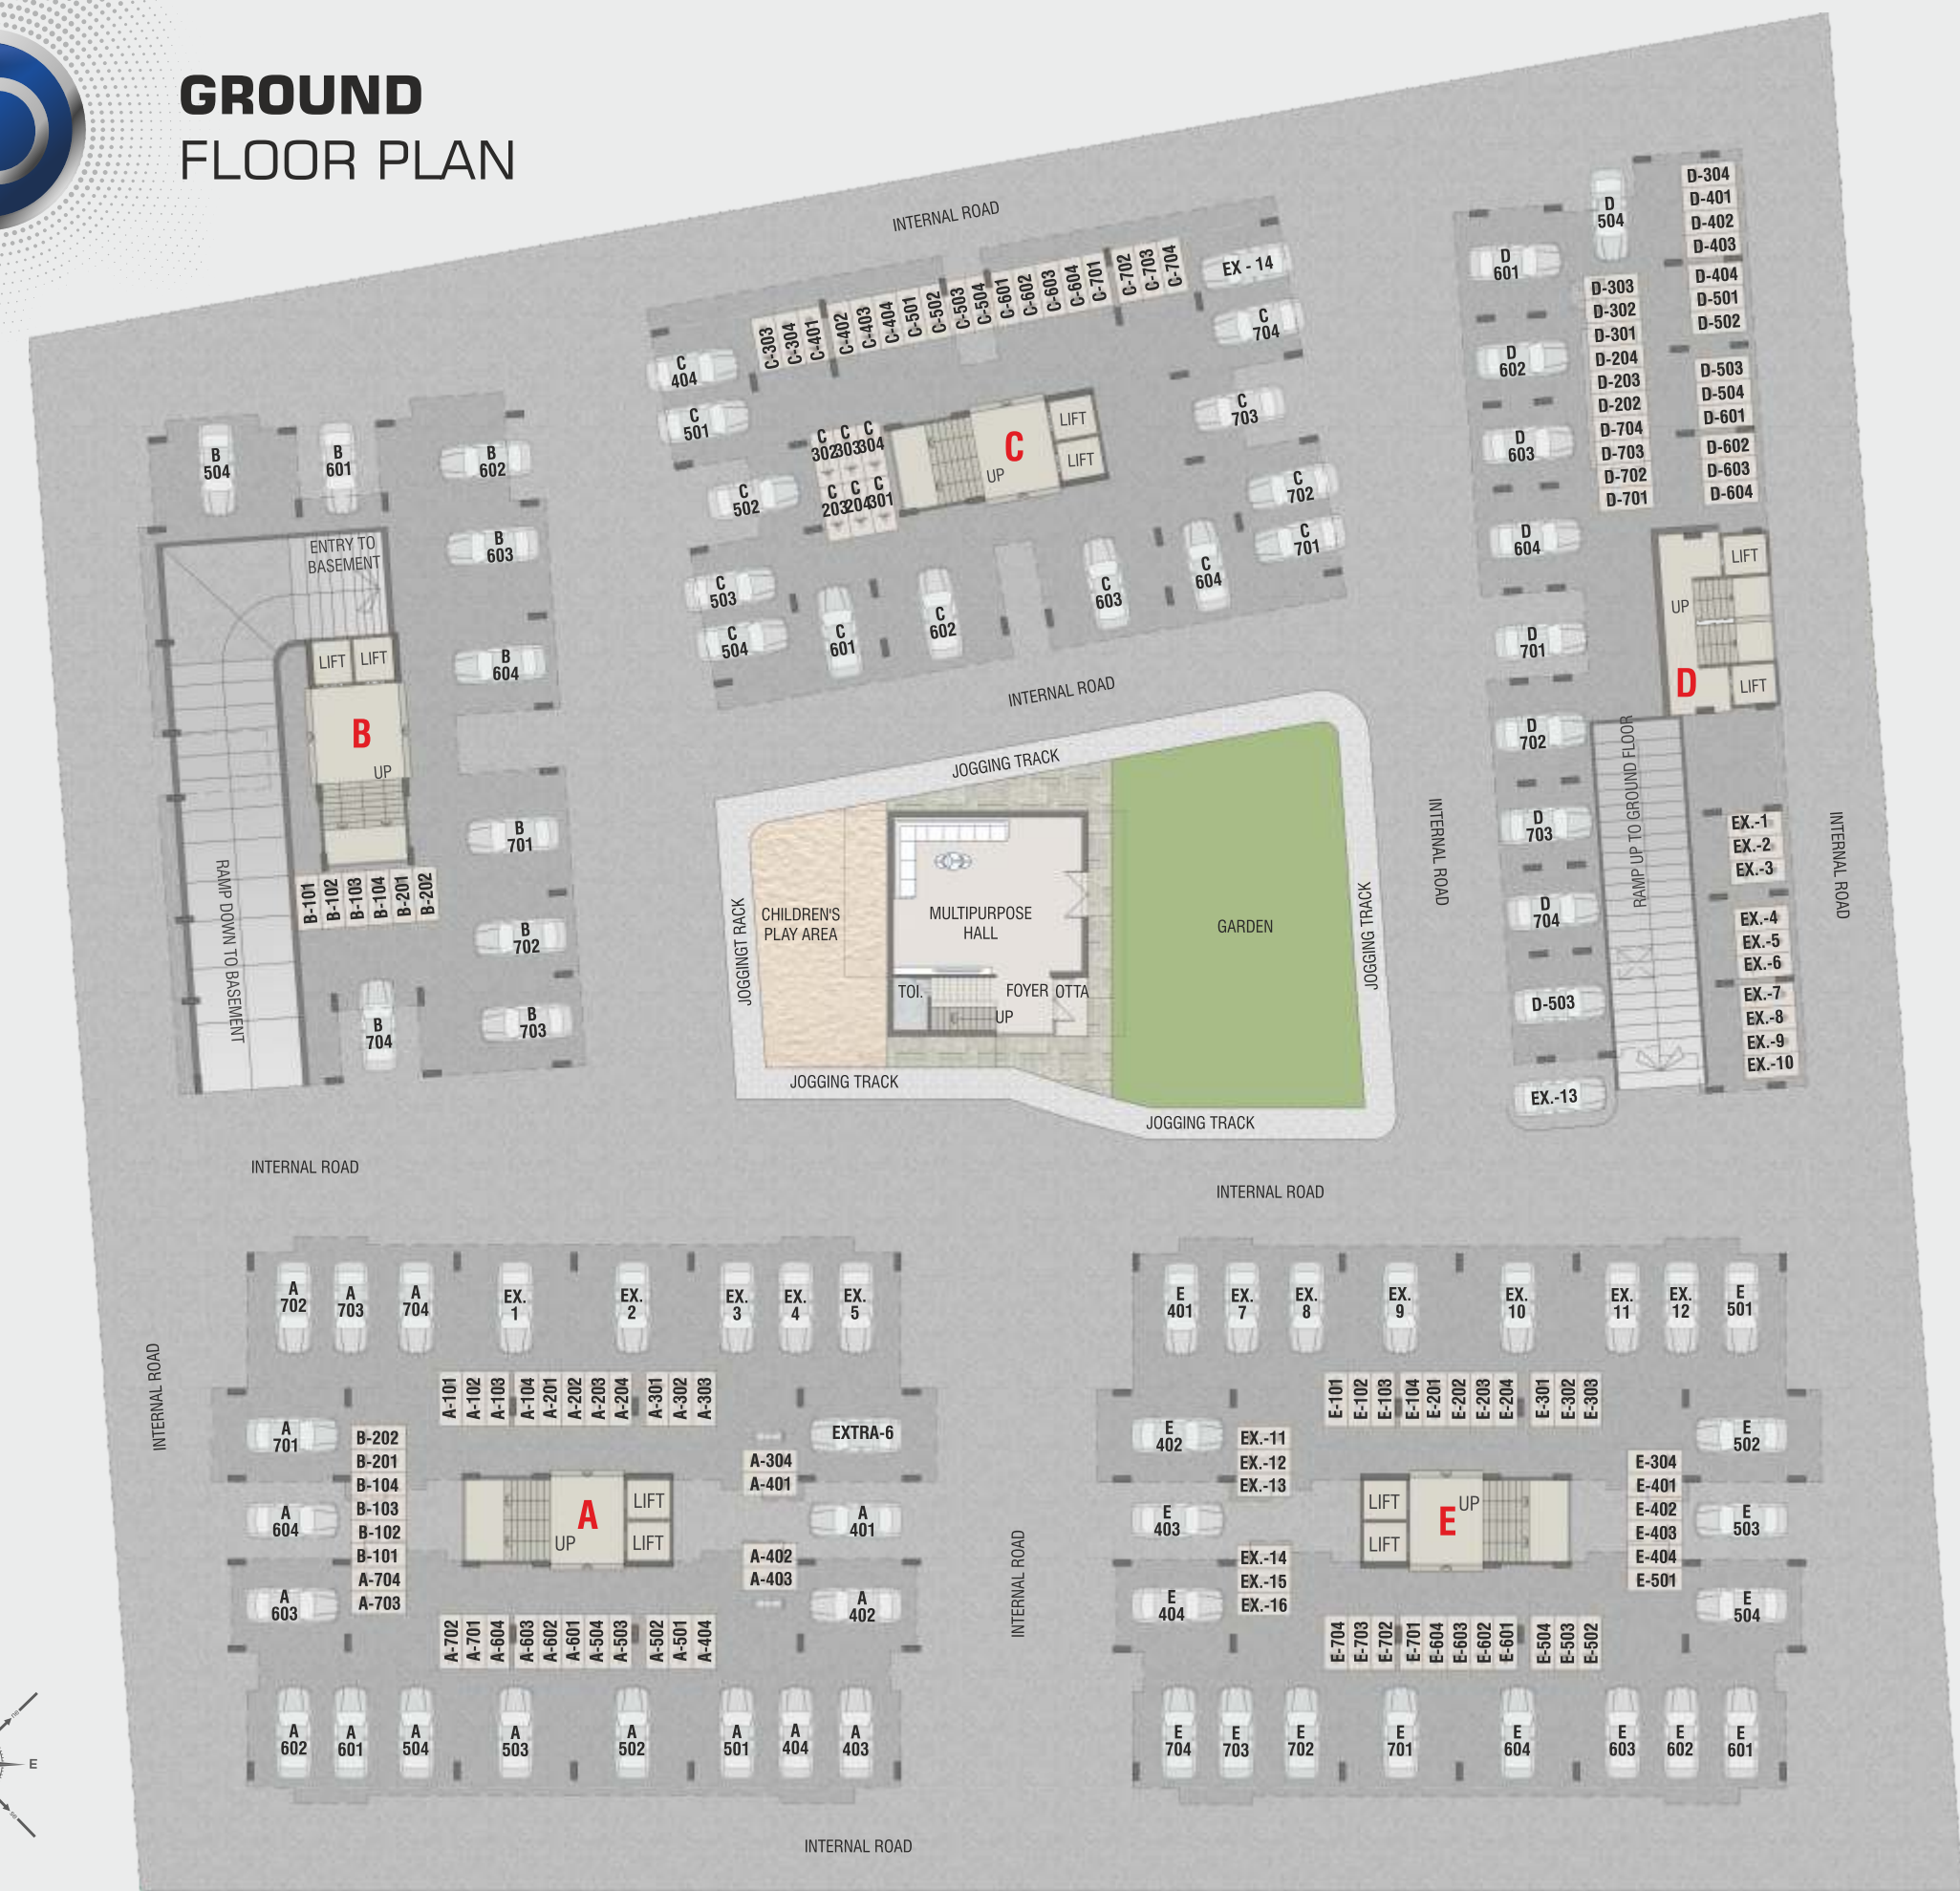 GROUND
FLOOR PLAN
INTERNAL ROAD
EX - 14
C
704
C
703
C
702
C
701
C-303
C-304
C-401
C-402
C-403
C-404
C-501
C-502
C-503
C-504
C-601
C-602
C-603
C-604
C-701
C-702
C-703
C-704
C
404
C
501
C
502
C
503
C
504
C
302
C
303
C
304
C
203
C
204
C
301
C
UP
LIFT
LIFT
C
601
C
602
C
603
C
604
INTERNAL ROAD
D
504
D-304
D-401
D-402
D-403
D-404
D-501
D-502
D-503
D-504
D-601
D-602
D-603
D-604
D
601
D
602
D
603
D
604
D
701
D
702
D
703
D
704
D-503
EX.-13
D-303
D-302
D-301
D-204
D-203
D-202
D-704
D-703
D-702
D-701
LIFT
UP
D
LIFT
RAMP UP TO GROUND FLOOR
EX.-1
EX.-2
EX.-3
EX.-4
EX.-5
EX.-6
EX.-7
EX.-8
EX.-9
EX.-10
INTERNAL ROAD
INTERNAL ROAD
B
504
B
601
B
602
B
603
B
604
B
701
B
702
B
703
B
704
ENTRY TO
BASEMENT
LIFT
LIFT
B
UP
B-101
B-102
B-103
B-104
B-201
B-202
RAMP DOWN TO BASEMENT
JOGGING TRACK
JOGGINGT RACK
CHILDREN'S
PLAY AREA
MULTIPURPOSE
HALL
TOI.
FOYER
OTTA
UP
GARDEN
JOGGING TRACK
JOGGING TRACK
JOGGING TRACK
INTERNAL ROAD
INTERNAL ROAD
INTERNAL ROAD
A
702
A
703
A
704
EX.
1
EX.
2
EX.
3
EX.
4
EX.
5
A-101
A-102
A-103
A-104
A-201
A-202
A-203
A-204
A-301
A-302
A-303
A
701
A
604
A
603
B-202
B-201
B-104
B-103
B-102
B-101
A-704
A-703
A
UP
LIFT
LIFT
A-304
A-401
A-402
A-403
EXTRA-6
A
401
A
402
A-702
A-701
A-604
A-603
A-602
A-601
A-504
A-503
A-502
A-501
A-404
A
602
A
601
A
504
A
503
A
502
A
501
A
404
A
403
INTERNAL ROAD
E
401
EX.
7
EX.
8
EX.
9
EX.
10
EX.
11
EX.
12
E
501
E-101
E-102
E-103
E-104
E-201
E-202
E-203
E-204
E-301
E-302
E-303
E
402
E
403
E
404
EX.-11
EX.-12
EX.-13
EX.-14
EX.-15
EX.-16
LIFT
LIFT
E
UP
E-304
E-401
E-402
E-403
E-404
E-501
E
502
E
503
E
504
E-704
E-703
E-702
E-701
E-604
E-603
E-602
E-601
E-504
E-503
E-502
E
704
E
703
E
702
E
701
E
604
E
603
E
602
E
601
E
INTERNAL ROAD